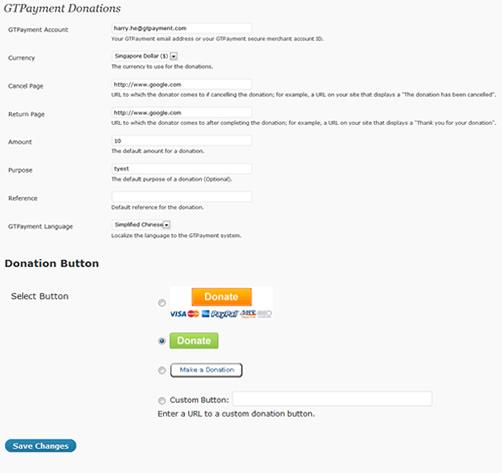 GTPayment Donations
GTPayment Account
harry.he@gtpayment.com
Your GTPayment email address or your GTPayment secure merchant account ID.
Currency
Singapore Dollar ($)
The currency to use for the donations.
Cancel Page
http://www.google.com
URL to which the donator comes to if cancelling the donation; for example, a URL on your site that displays a "The donation has been cancelled".
Return Page
http://www.google.com
URL to which the donator comes to after completing the donation; for example, a URL on your site that displays a "Thank you for your donation".
Amount
10
The default amount for a donation.
Purpose
tyest
The default purpose of a donation (Optional).
Reference
Default reference for the donation.
GTPayment Language
Simplified Chinese
Localize the language to the GTPayment system.
Donation Button
Select Button
Donate
VISA PayPal
Donate
Make a Donation
Custom Button:
Enter a URL to a custom donation button.
Save Changes